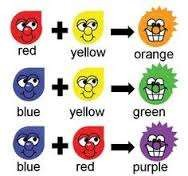 red yellow orange
blue yellow green
blue red purple